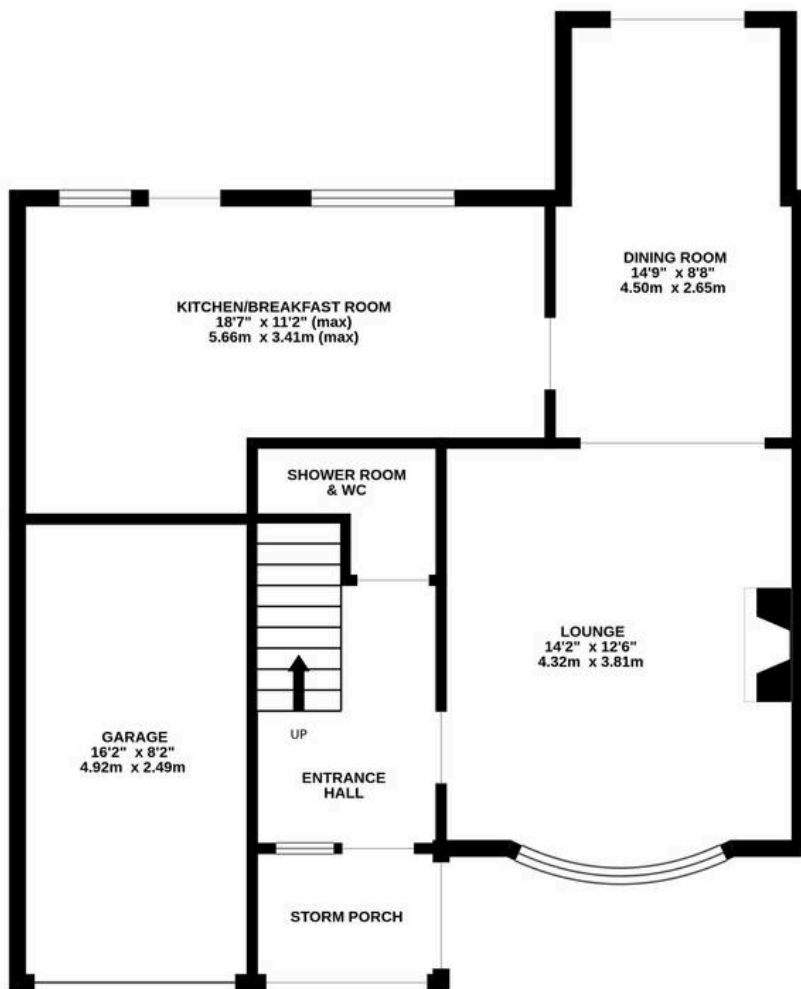 DINING ROOM
14'9" x 8'8"
4.50m x 2.65m
KITCHEN/BREAKFAST ROOM
18'7" x 11'2" (max)
5.66m x 3.41m (max)
SHOWER ROOM
& WC
LOUNGE
14'2" x 12'6"
4.32m x 3.81m
GARAGE
16'2" x 8'2"
4.92m x 2.49m
UP
ENTRANCE
HALL
STORM PORCH